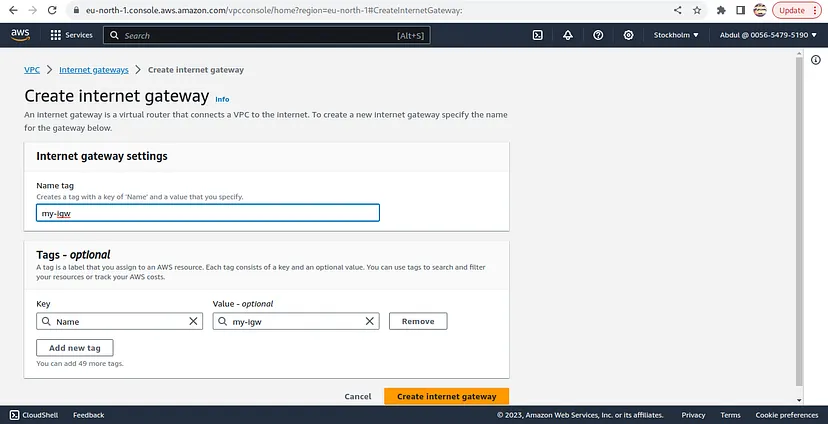 eu-north-1.console.aws.amazon.com/vpcconsole/home?region=eu-north-1#CreateInternetGateway:
Update
aws
Services
Search
[Alt+S]
Stockholm
Abdul @ 0056-5479-5190
VPC
Internet gateways
Create internet gateway
Create internet gateway
Info
An internet gateway is a virtual router that connects a VPC to the internet. To create a new internet gateway specify the name
for the gateway below.
Internet gateway settings
Name tag
Creates a tag with a key of 'Name' and a value that you specify.
my-igw
Tags - optional
A tag is a label that you assign to an AWS resource. Each tag consists of a key and an optional value. You can use tags to search and filter
your resources or track your AWS costs.
Key
Value - optional
Name
my-igw
Remove
Add new tag
You can add 49 more tags.
Cancel
Create internet gateway
CloudShell
Feedback
© 2023, Amazon Web Services, Inc. or its affiliates.
Privacy
Terms
Cookie preferences